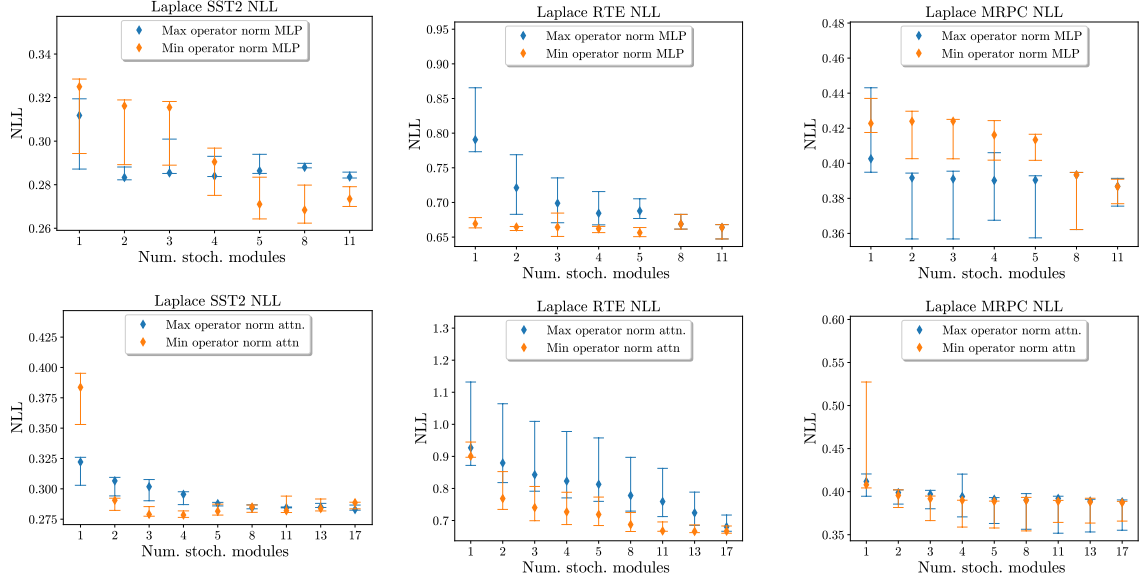 Laplace SST2 NLL
Max operator norm MLP
Min operator norm MLP
0.34
0.32
0.30
0.28
0.26
NLL
1 2 3 4 5 8 11
Num. stoch. modules
Laplace RTE NLL
Max operator norm MLP
Min operator norm MLP
0.95
0.90
0.85
0.80
0.75
0.70
0.65
NLL
1 2 3 4 5 8 11
Num. stoch. modules
Laplace MRPC NLL
Max operator norm MLP
Min operator norm MLP
0.48
0.46
0.44
0.42
0.40
0.38
0.36
NLL
1 2 3 4 5 8 11
Num. stoch. modules
Laplace SST2 NLL
Max operator norm attn.
Min operator norm attn
0.425
0.400
0.375
0.350
0.325
0.300
0.275
NLL
1 2 3 4 5 8 11 13 17
Num. stoch. modules
Laplace RTE NLL
Max operator norm attn.
Min operator norm attn
1.3
1.2
1.1
1.0
0.9
0.8
0.7
NLL
1 2 3 4 5 8 11 13 17
Num. stoch. modules
Laplace MRPC NLL
Max operator norm attn.
Min operator norm attn
0.60
0.55
0.50
0.45
0.40
0.35
NLL
1 2 3 4 5 8 11 13 17
Num. stoch. modules